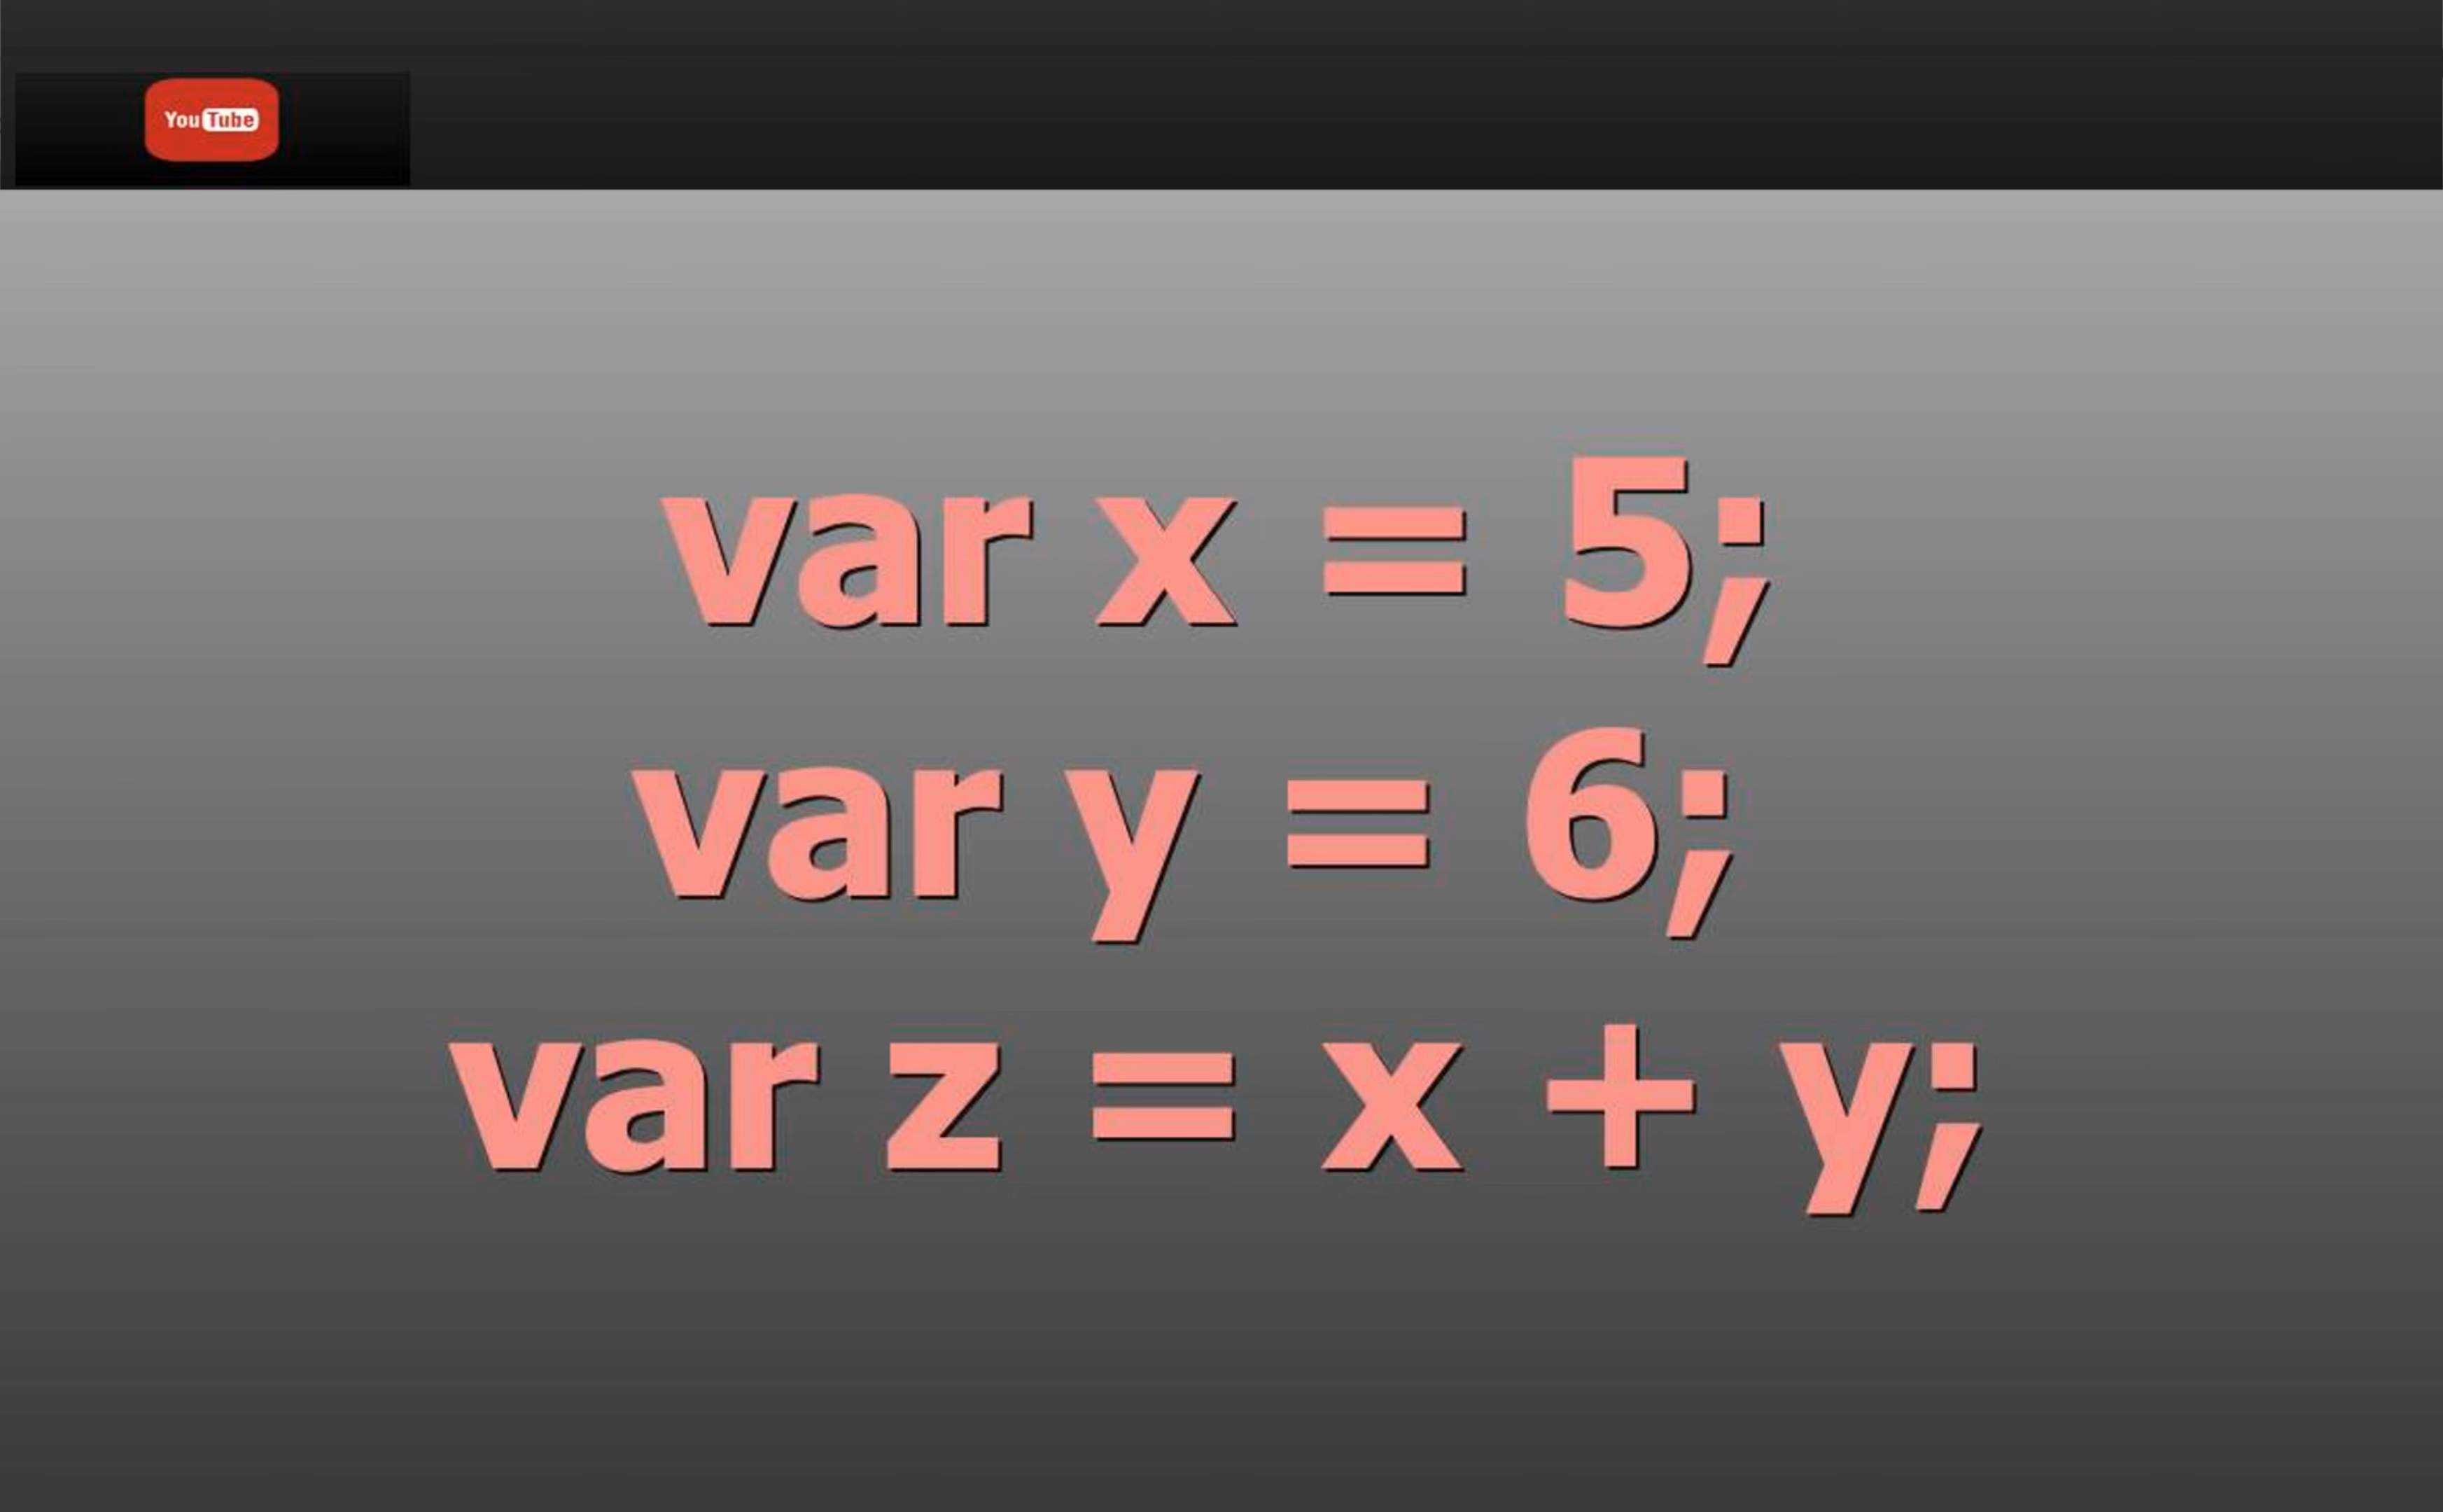 YouTube
var x = 5;
var y = 6;
var z = x + y;